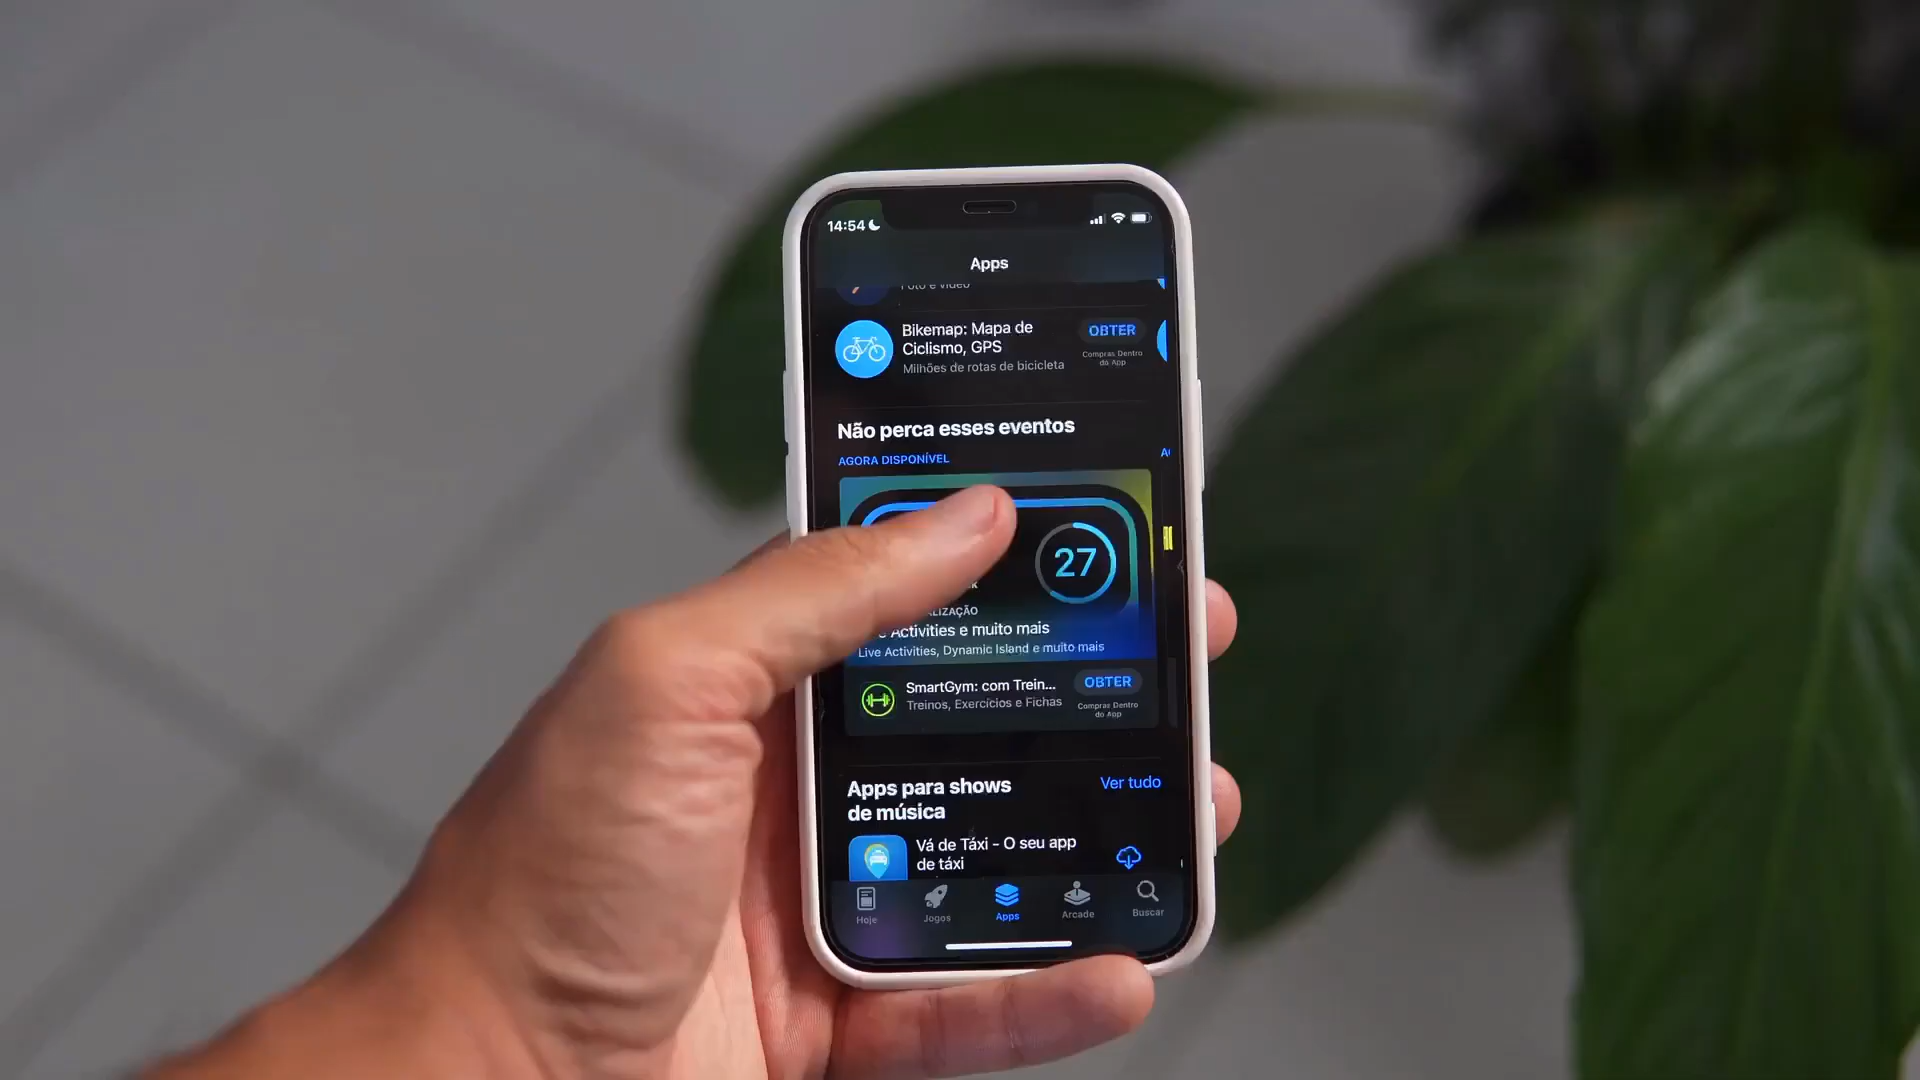 14:54
Apps
Foto e vídeo
Bikemap: Mapa de
Ciclismo, GPS
Milhões de rotas de bicicleta
OBTER
Compras Dentro
do App
Não perca esses eventos
AGORA DISPONÍVEL
27
LIZAÇÃO
Activities e muito mais
Live Activities, Dynamic Island e muito mais
SmartGym: com Trein...
Treinos, Exercícios e Fichas
OBTER
Compras Dentro
do App
Apps para shows
de música
Ver tudo
Vá de Táxi - O seu app
de táxi
Hoje
Jogos
Apps
Arcade
Buscar